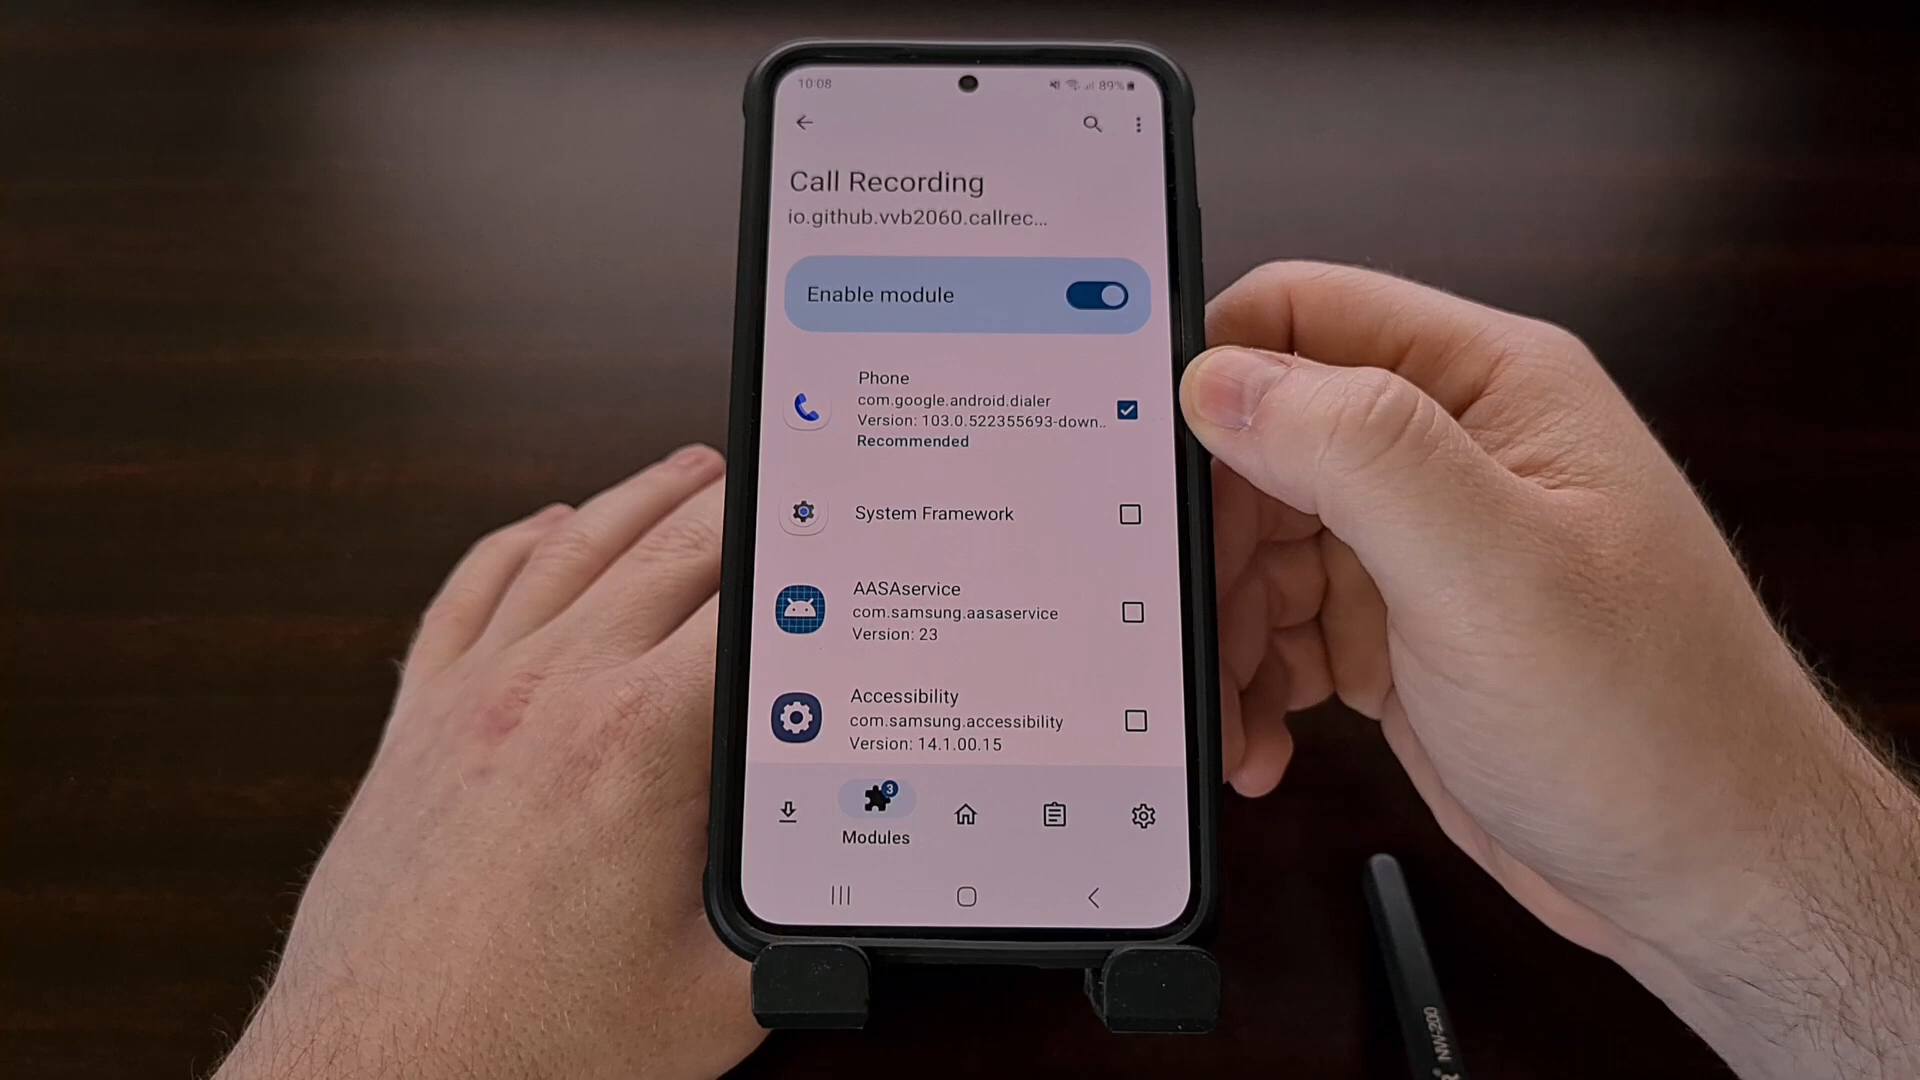 10:08
89%
Call Recording
io.github.vvb2060.callrec...
Enable module
Phone
com.google.android.dialer
Version: 103.0.522355693-down..
Recommended
System Framework
AASAservice
com.samsung.aasaservice
Version: 23
Accessibility
com.samsung.accessibility
Version: 14.1.00.15
3
Modules
NW-200